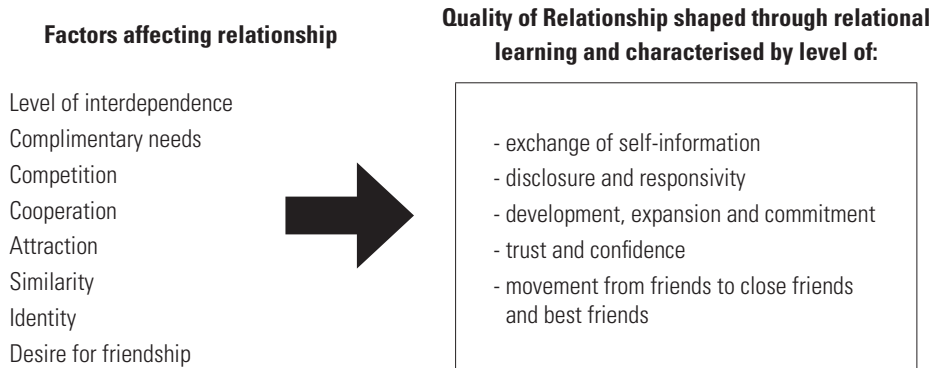 Factors affecting relationship
Level of interdependence
Complimentary needs
Competition
Cooperation
Attraction
Similarity
Identity
Desire for friendship
Quality of Relationship shaped through relational
learning and characterised by level of:
- exchange of self-information
- disclosure and responsivity
- development, expansion and commitment
- trust and confidence
- movement from friends to close friends
and best friends